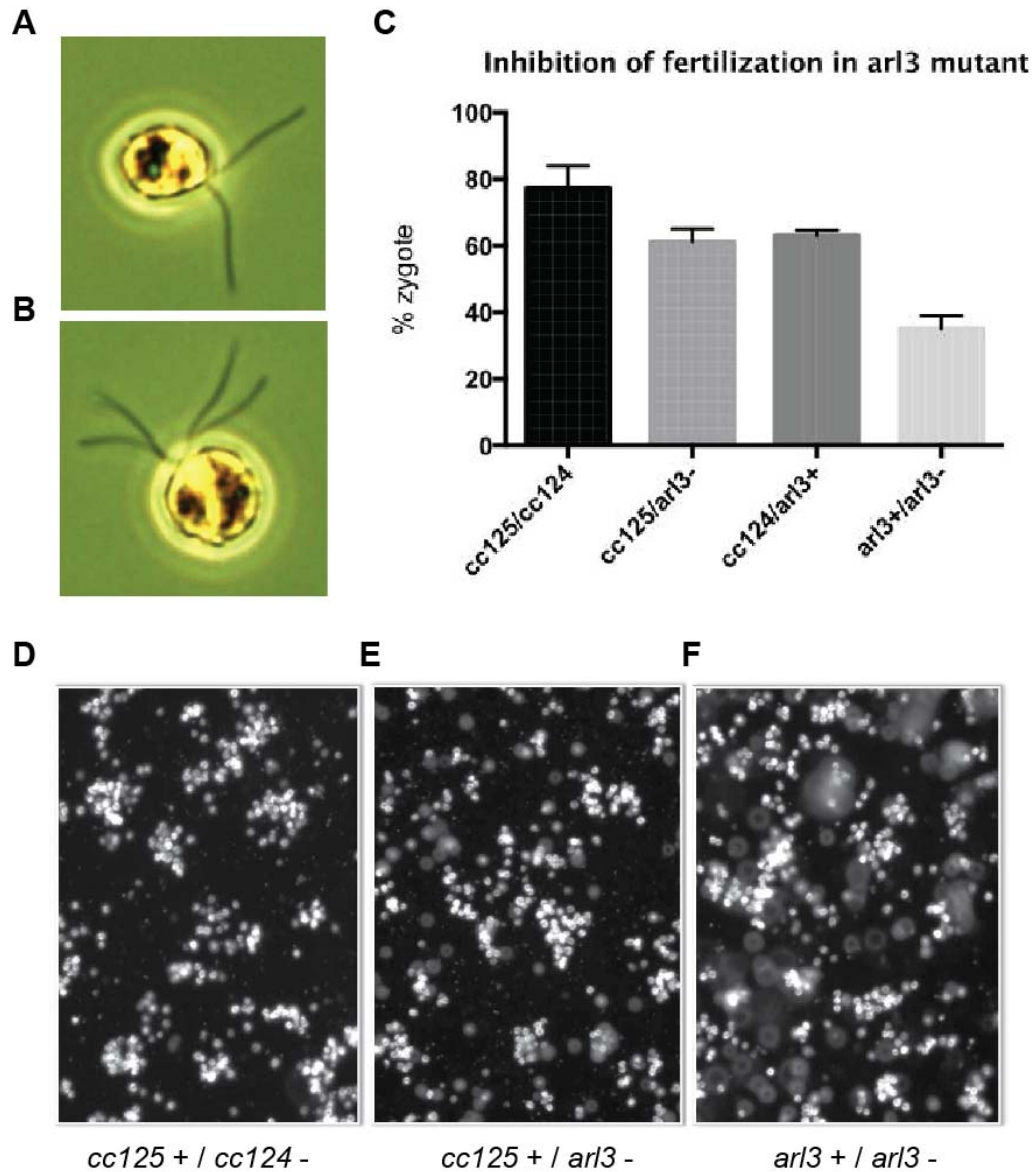 A
B
C
Inhibition of fertilization in arl3 mutant
% zygote
100
80
60
40
20
0
cc125/cc124
cc125/arl3-
cc124/arl3+
arl3+/arl3-
D
E
F
cc125 + / cc124 -
cc125 + / arl3 -
arl3 + / arl3 -